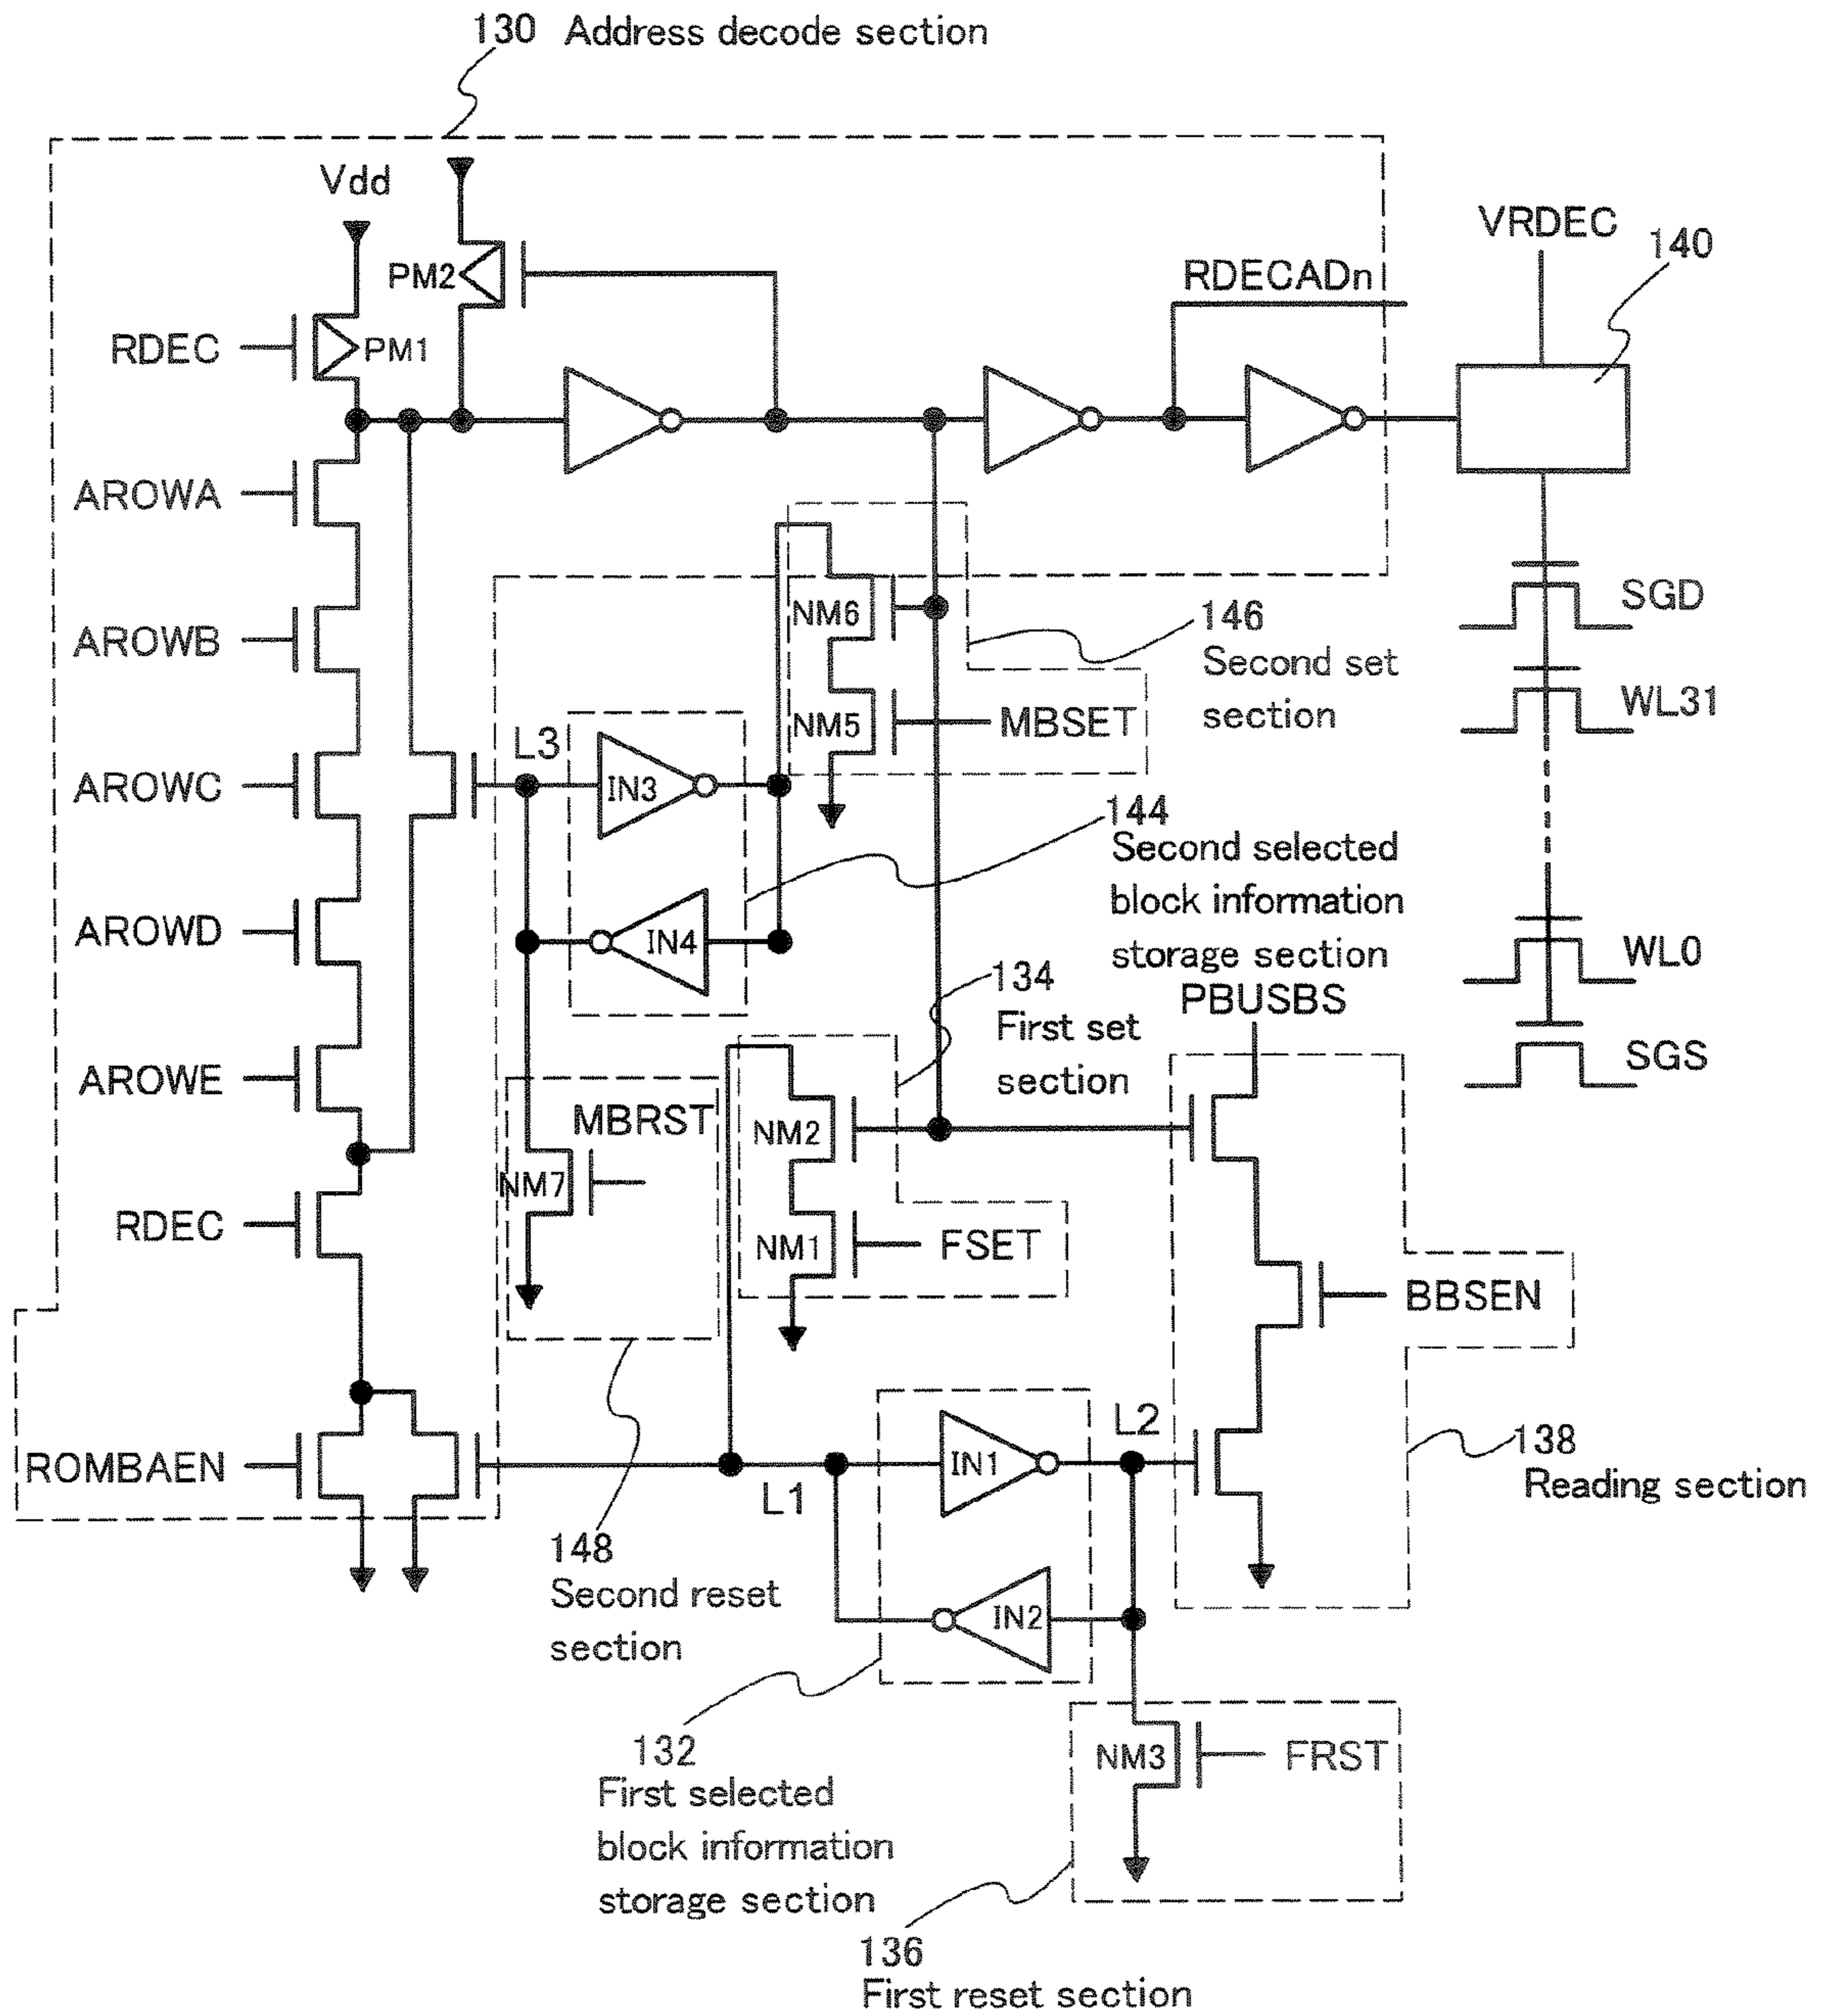 130 Address decode section
Vdd
VRDEC
140
PM2
RDECADn
RDEC
PM1
AROWA
SGD
NM6
146
AROWB
Second set
section
WL31
NM5
MBSET
L3
AROWC
IN3
144
Second selected
block information
storage section
AROWD
IN4
WL0
134
PBUSBS
First set
section
SGS
AROWE
MBRST
NM2
NM7
RDEC
NM1
FSET
BBSEN
L2
138
Reading section
ROMBAEN
IN1
L1
148
Second reset
section
IN2
132
First selected
block information
storage section
NM3
FRST
136
First reset section